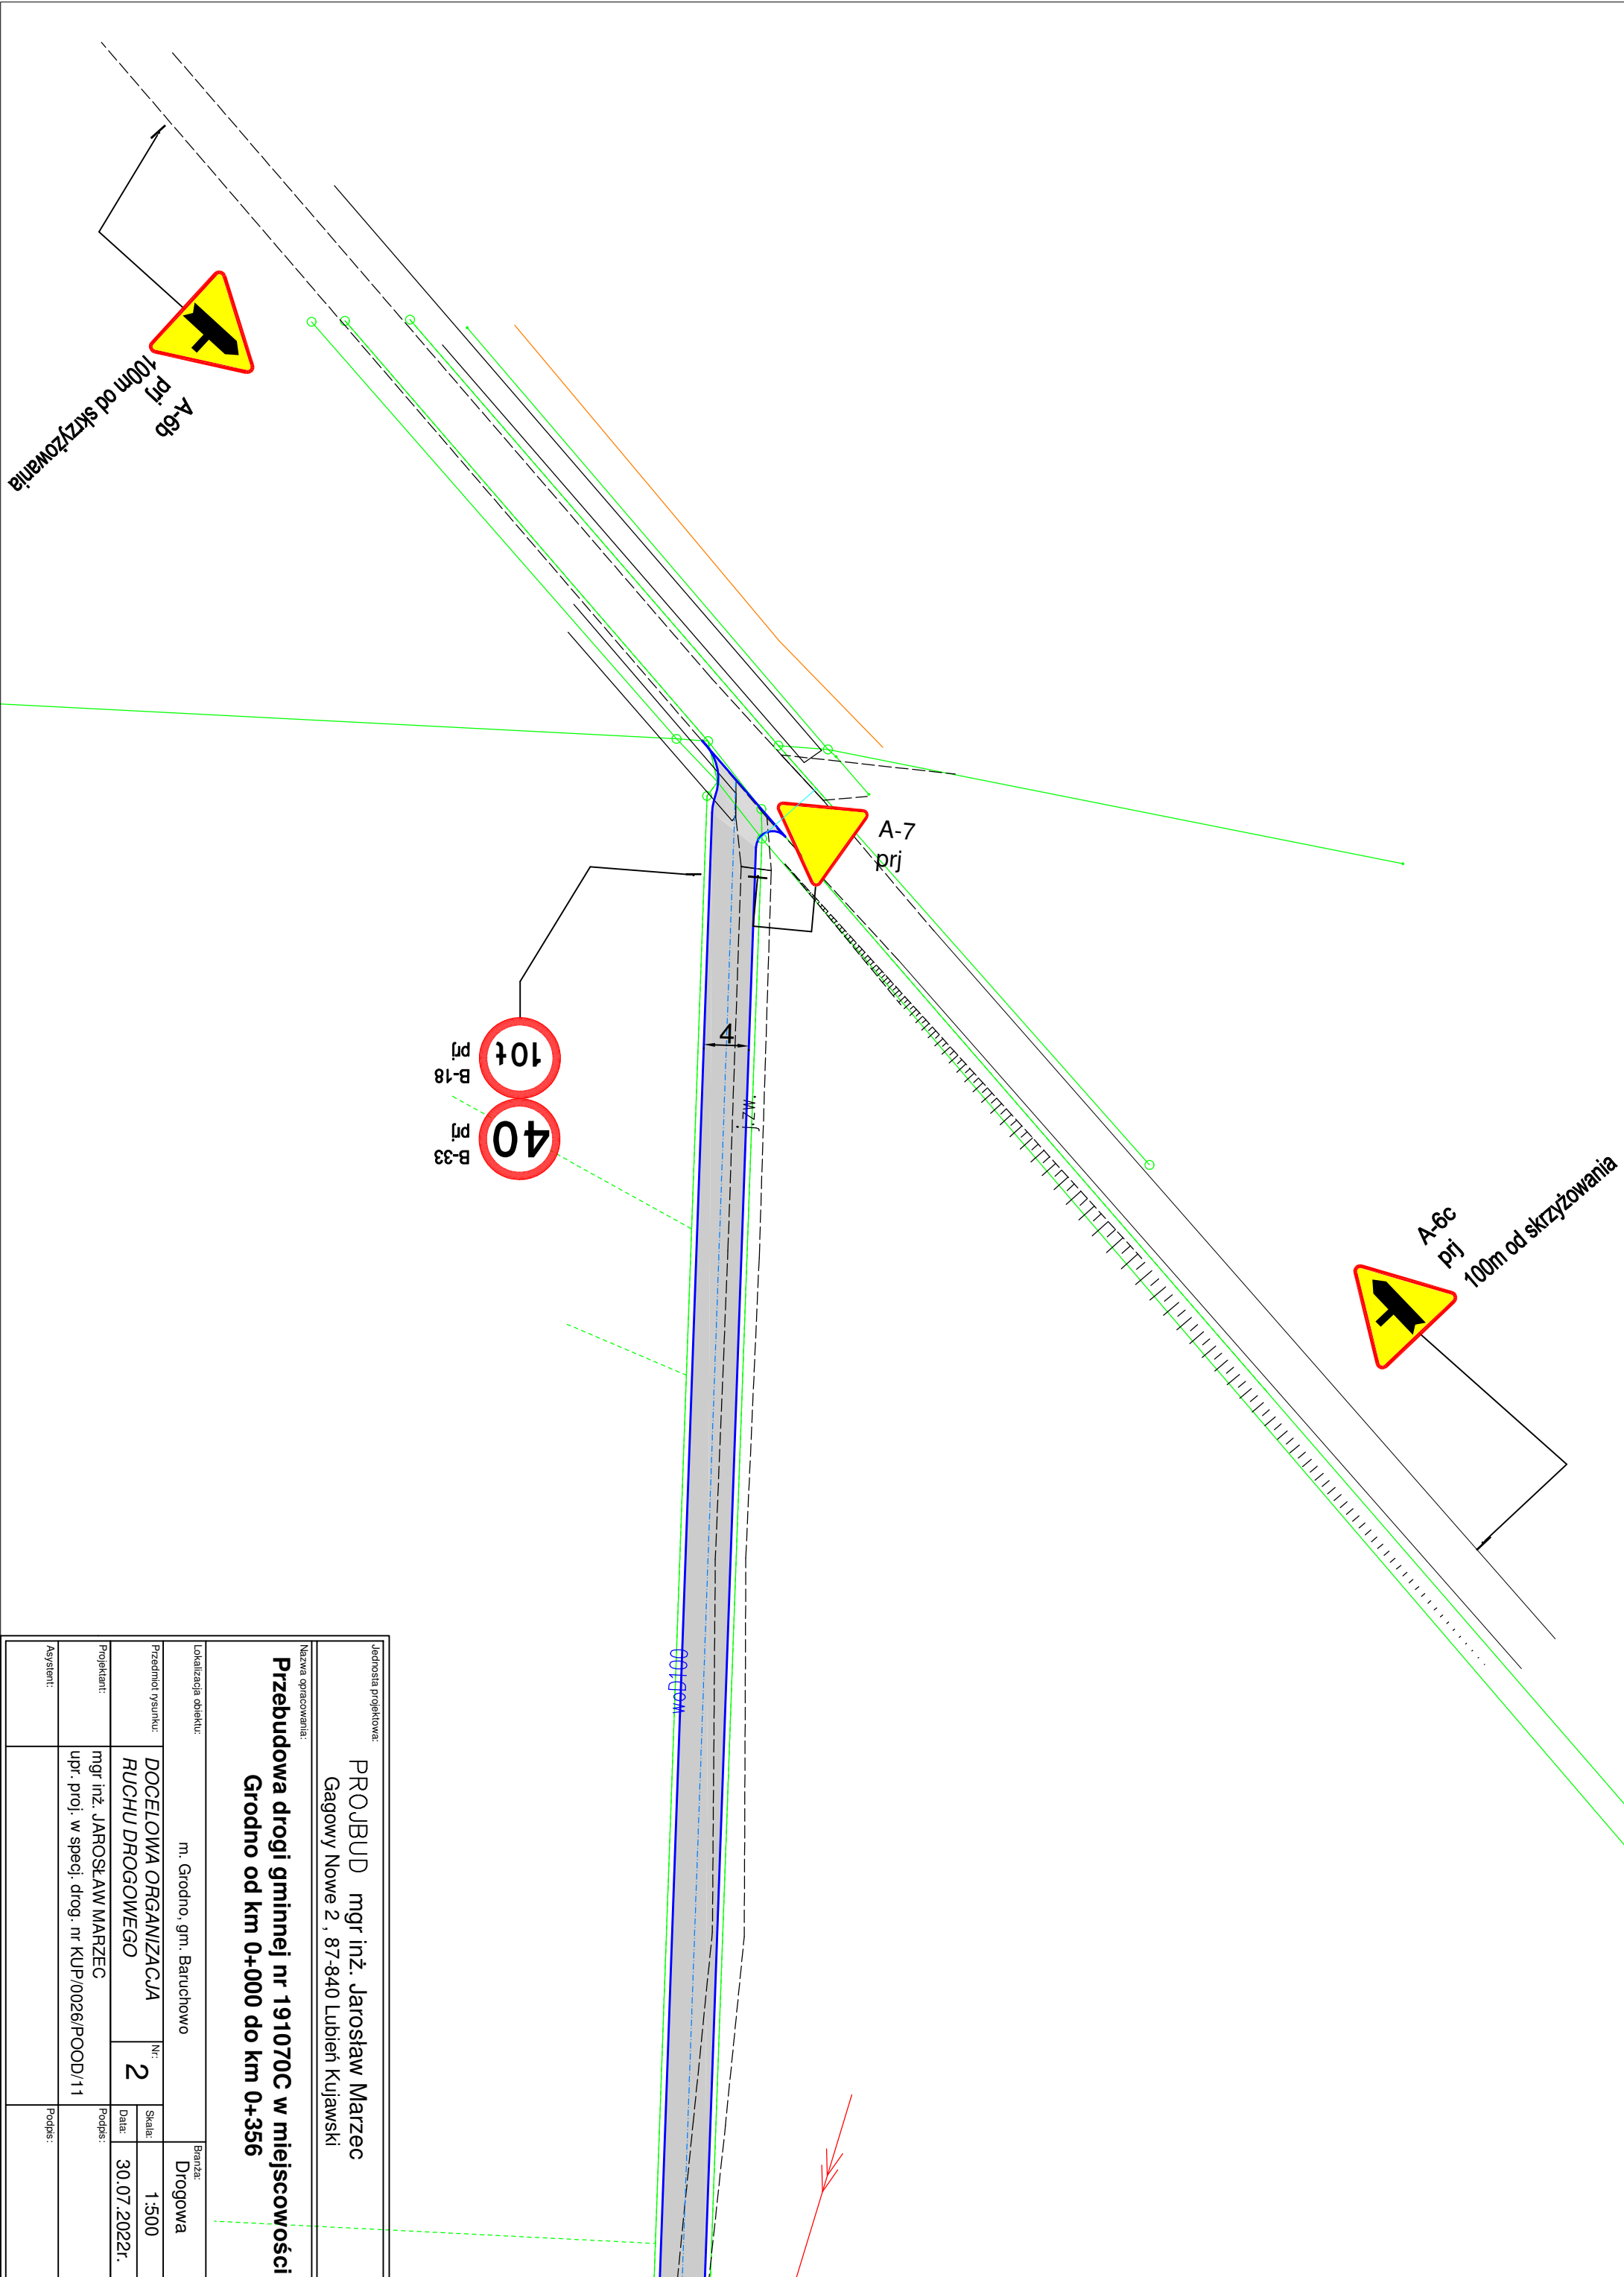 A-6b
prj
100m od skrzyżowania
A-7
prj
10t
B-18
prj
40
B-33
prj
4
j.z.w.
A-6c
prj
100m od skrzyżowania
woD100
Jednosta projektowa:
PROJBUD mgr inż. Jarosław Marzec
Gagowy Nowe 2 , 87-840 Lubień Kujawski
Nazwa opracowania:
Przebudowa drogi gminnej nr 191070C w miejscowości
Grodno od km 0+000 do km 0+356
Lokalizacja obiektu:
m. Grodno, gm. Baruchowo
Branża:
Drogowa
Przedmiot rysunku:
DOCELOWA ORGANIZACJA
RUCHU DROGOWEGO
Nr:
2
Skala:
1:500
Data:
30.07.2022r.
Projektant:
mgr inż. JAROSŁAW MARZEC
upr. proj. w specj. drog. nr KUP/0026/POOD/11
Podpis:
Asystent:
Podpis: